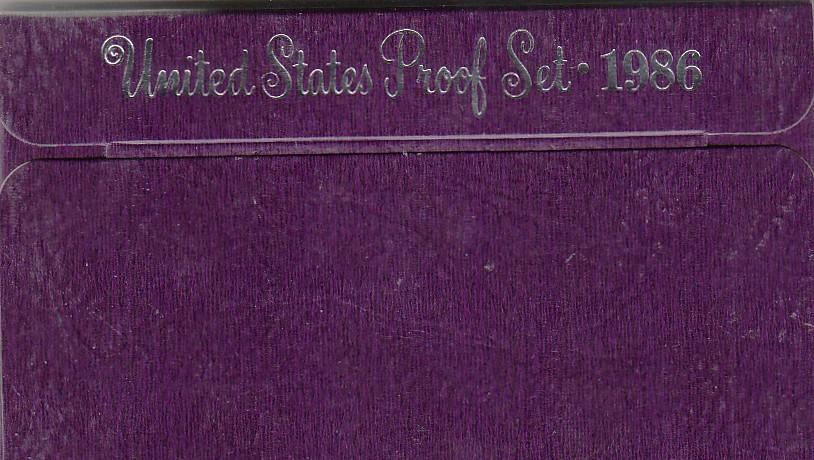 United States Proof Set · 1986